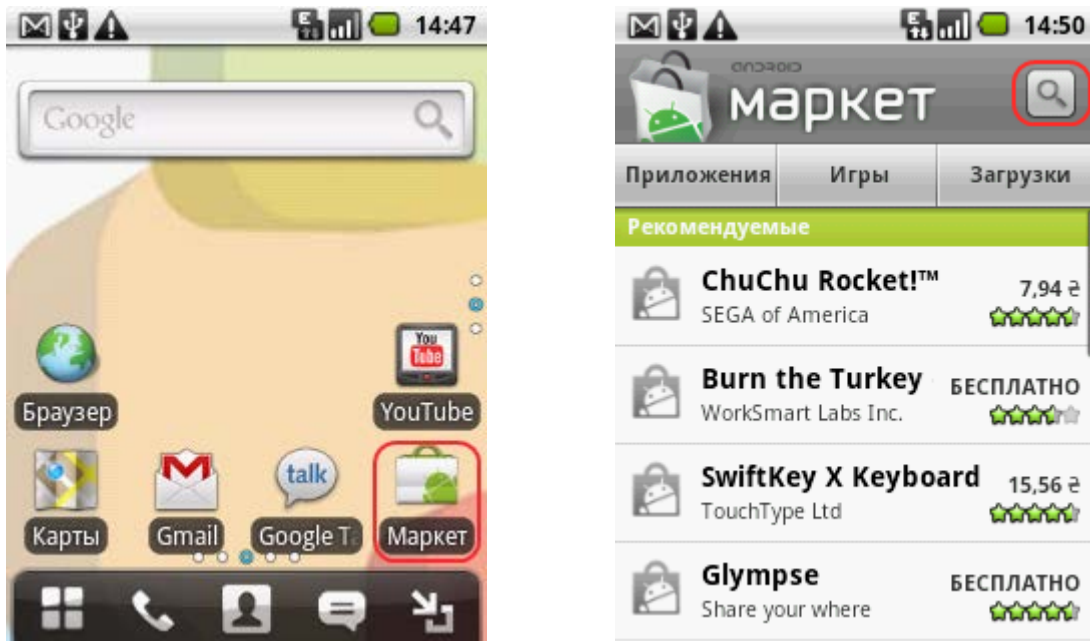 14:47
Google
Браузер
YouTube
You
Tube
talk
Карты
Gmail
Google T
Маркет
E
14:50
ANDROID
маркет
Приложения
Игры
Загрузки
Рекомендуемые
ChuChu Rocket!™
7,94 ₴
SEGA of America
Burn the Turkey
БЕСПЛАТНО
WorkSmart Labs Inc.
SwiftKey X Keyboard
15,56 ₴
TouchType Ltd
Glympse
БЕСПЛАТНО
Share your where